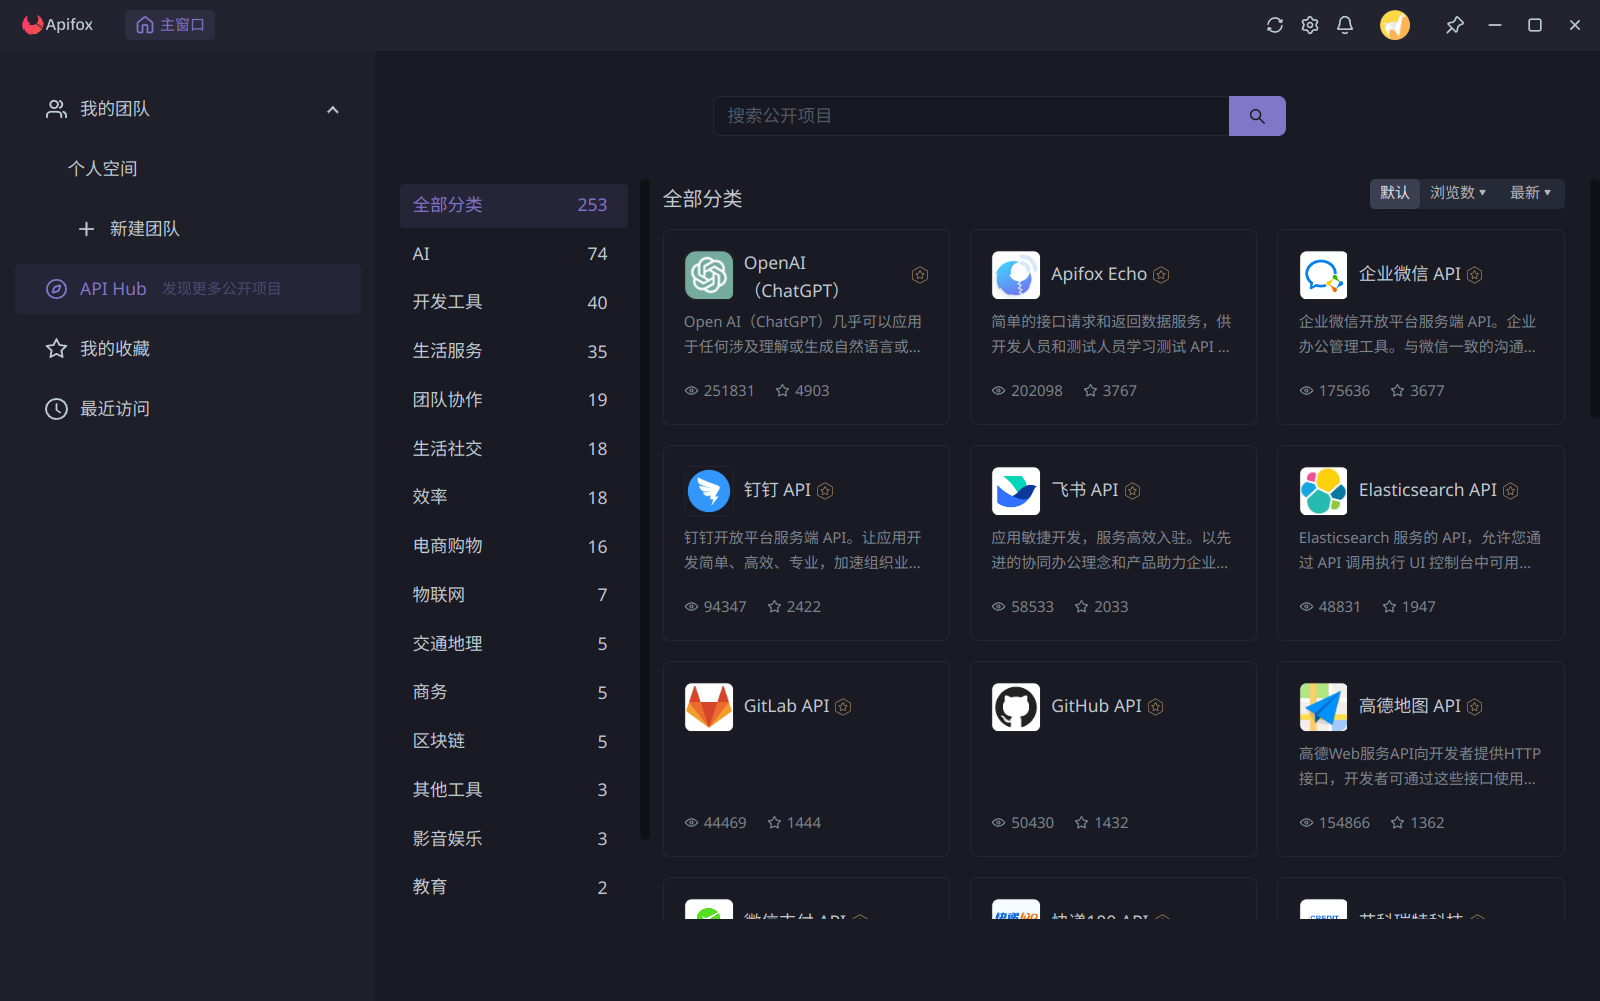 Apifox
主窗口
我的团队
个人空间
新建团队
API Hub 发现更多公开项目
我的收藏
最近访问
搜索公开项目
全部分类 253
AI 74
开发工具 40
生活服务 35
团队协作 19
生活社交 18
效率 18
电商购物 16
物联网 7
交通地理 5
商务 5
区块链 5
其他工具 3
影音娱乐 3
教育 2
全部分类
默认 浏览数 最新
OpenAI
（ChatGPT）
Open AI（ChatGPT）几乎可以应用
于任何涉及理解或生成自然语言或...
251831 4903
Apifox Echo
简单的接口请求和返回数据服务，供
开发人员和测试人员学习测试 API ...
202098 3767
企业微信 API
企业微信开放平台服务端 API。企业
办公管理工具。与微信一致的沟通...
175636 3677
钉钉 API
钉钉开放平台服务端 API。让应用开
发简单、高效、专业，加速组织业...
94347 2422
飞书 API
应用敏捷开发，服务高效入驻。以先
进的协同办公理念和产品助力企业...
58533 2033
Elasticsearch API
Elasticsearch 服务的 API，允许您通
过 API 调用执行 UI 控制台中可用...
48831 1947
GitLab API
44469 1444
GitHub API
50430 1432
高德地图 API
高德Web服务API向开发者提供HTTP
接口，开发者可通过这些接口使用...
154866 1362
微信支付 API
快递100 API
CREDIT
艾科瑞特科技